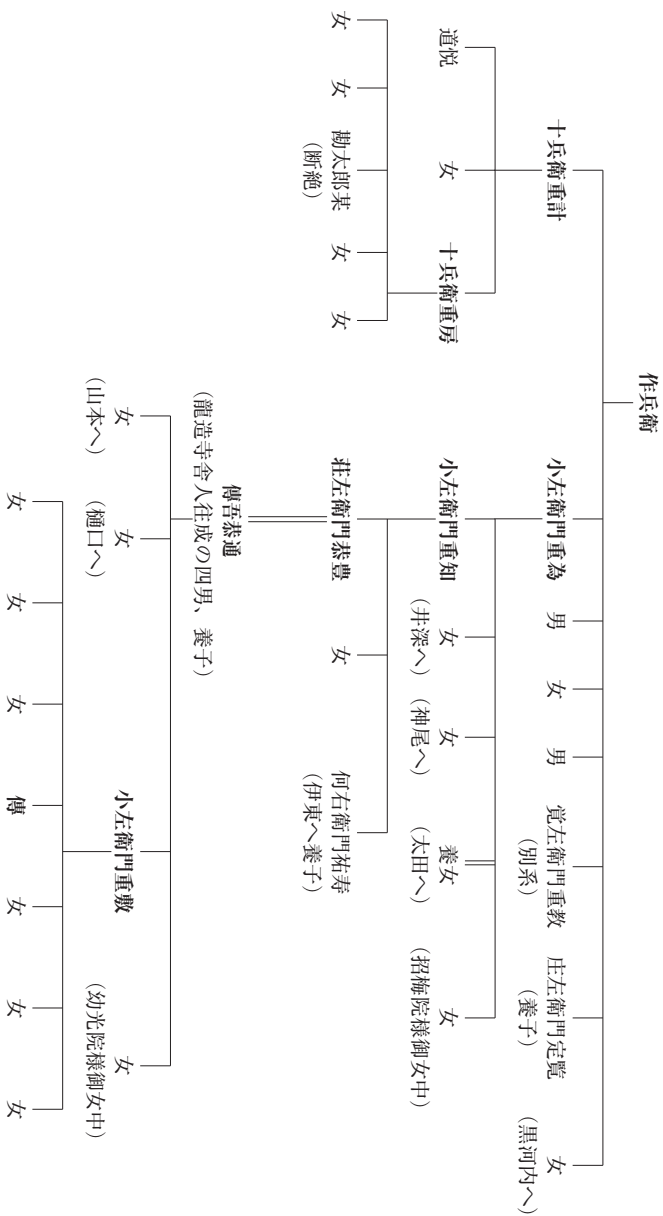 作兵衛
十兵衛重計
小左衛門重為
男
女
男
覚左衛門重教
(別系)
庄左衛門定覧
(養子)
女
(黒河内へ)
道悦
女
十兵衛重房
小左衛門重知
女
(井深へ)
女
(神尾へ)
養女
(太田へ)
女
(招梅院様御女中)
女
女
勘太郎某
(断絶)
女
女
荘左衛門恭豊
女
何右衛門祐寿
(伊東へ養子)
傳吾恭通
(龍造寺舎人往成の四男、養子)
女
(山本へ)
女
(樋口へ)
小左衛門重敷
女
(幼光院様御女中)
女
女
女
傳
女
女
女